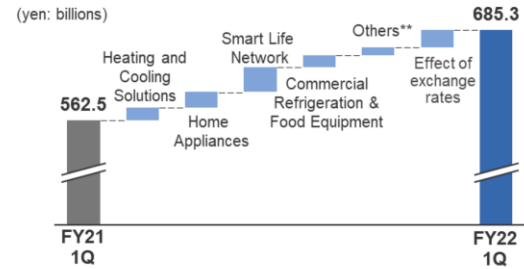 (yen: billions)
685.3
Others**
Smart Life
Network
Heating and
Cooling
Solutions
Effect of
exchange
rates
Commercial
Refrigeration &
Food Equipment
562.5
Home
Appliances
FY21
1Q
FY22
1Q